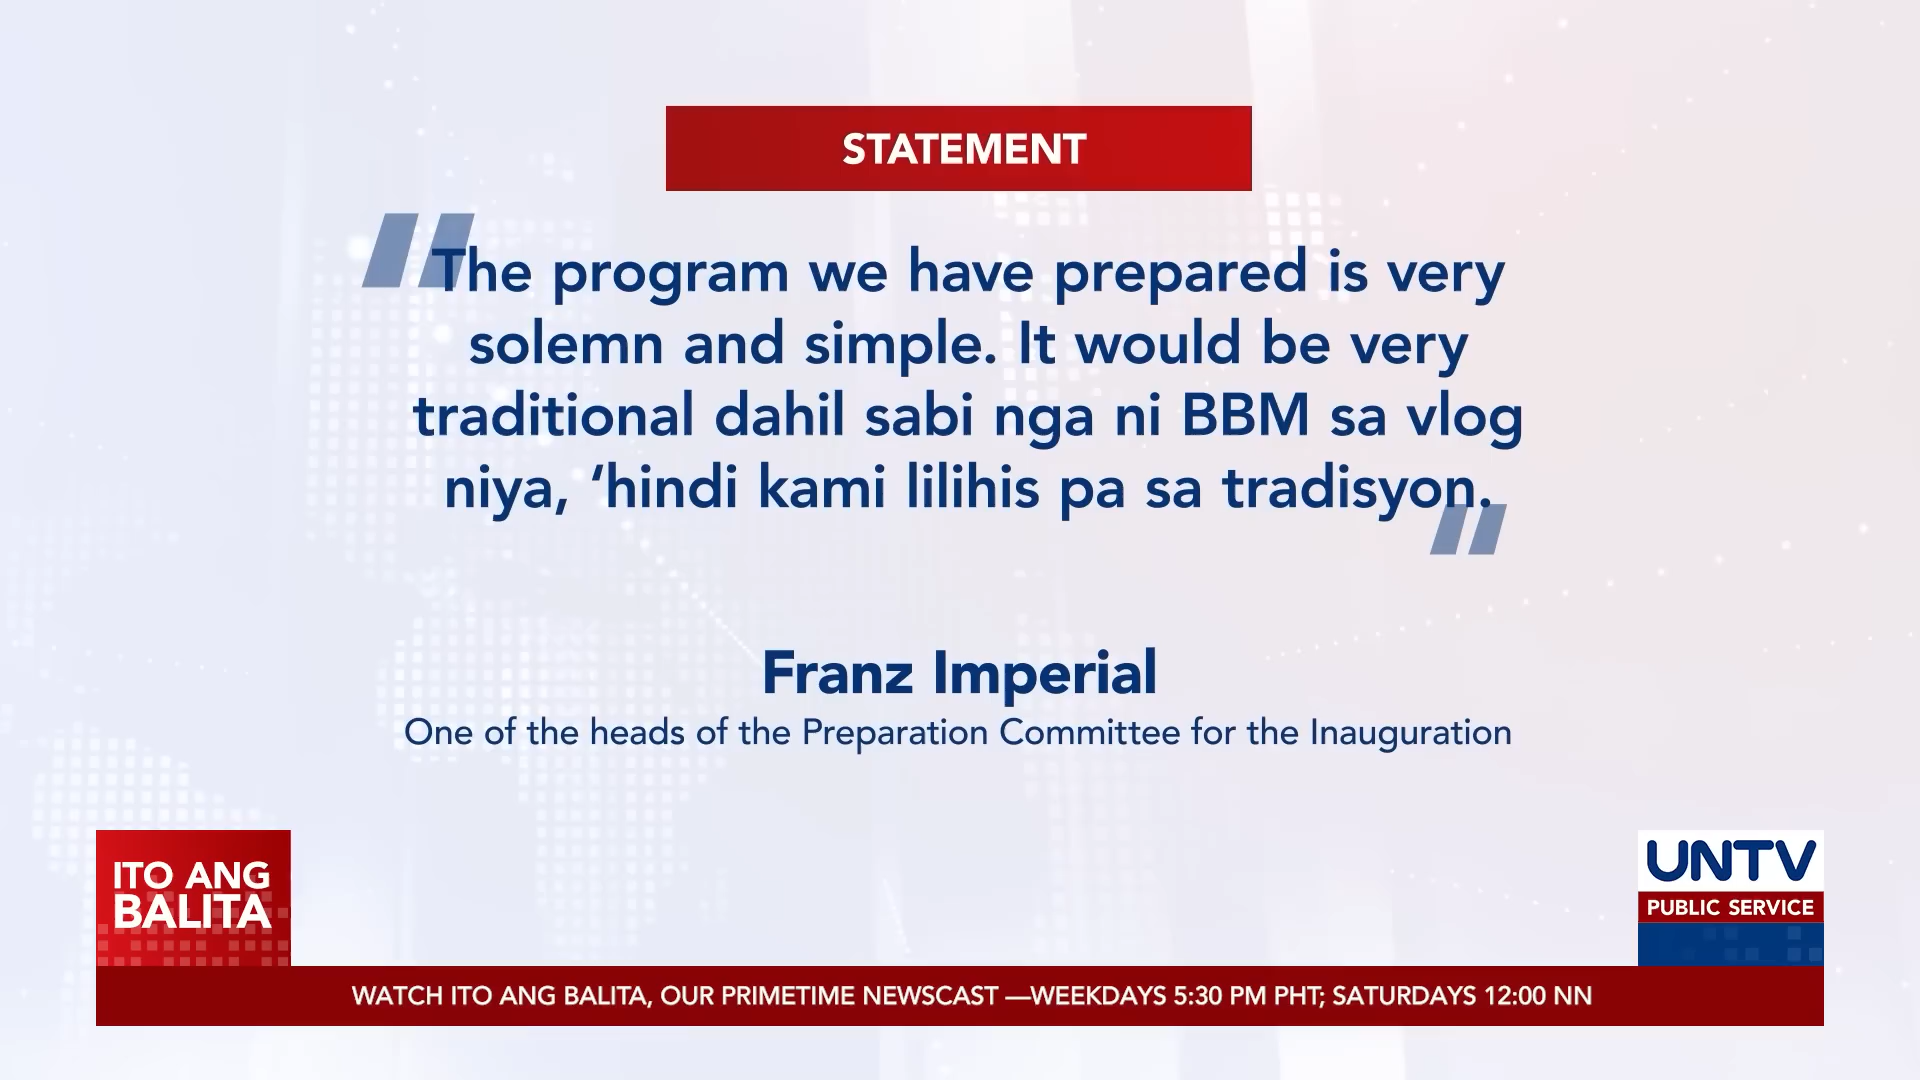 STATEMENT
The program we have prepared is very
solemn and simple. It would be very
traditional dahil sabi nga ni BBM sa vlog
niya, ‘hindi kami lilihis pa sa tradisyon.
Franz Imperial
One of the heads of the Preparation Committee for the Inauguration
ITO ANG
BALITA
UNTV
PUBLIC SERVICE
WATCH ITO ANG BALITA, OUR PRIMETIME NEWSCAST —WEEKDAYS 5:30 PM PHT; SATURDAYS 12:00 NN